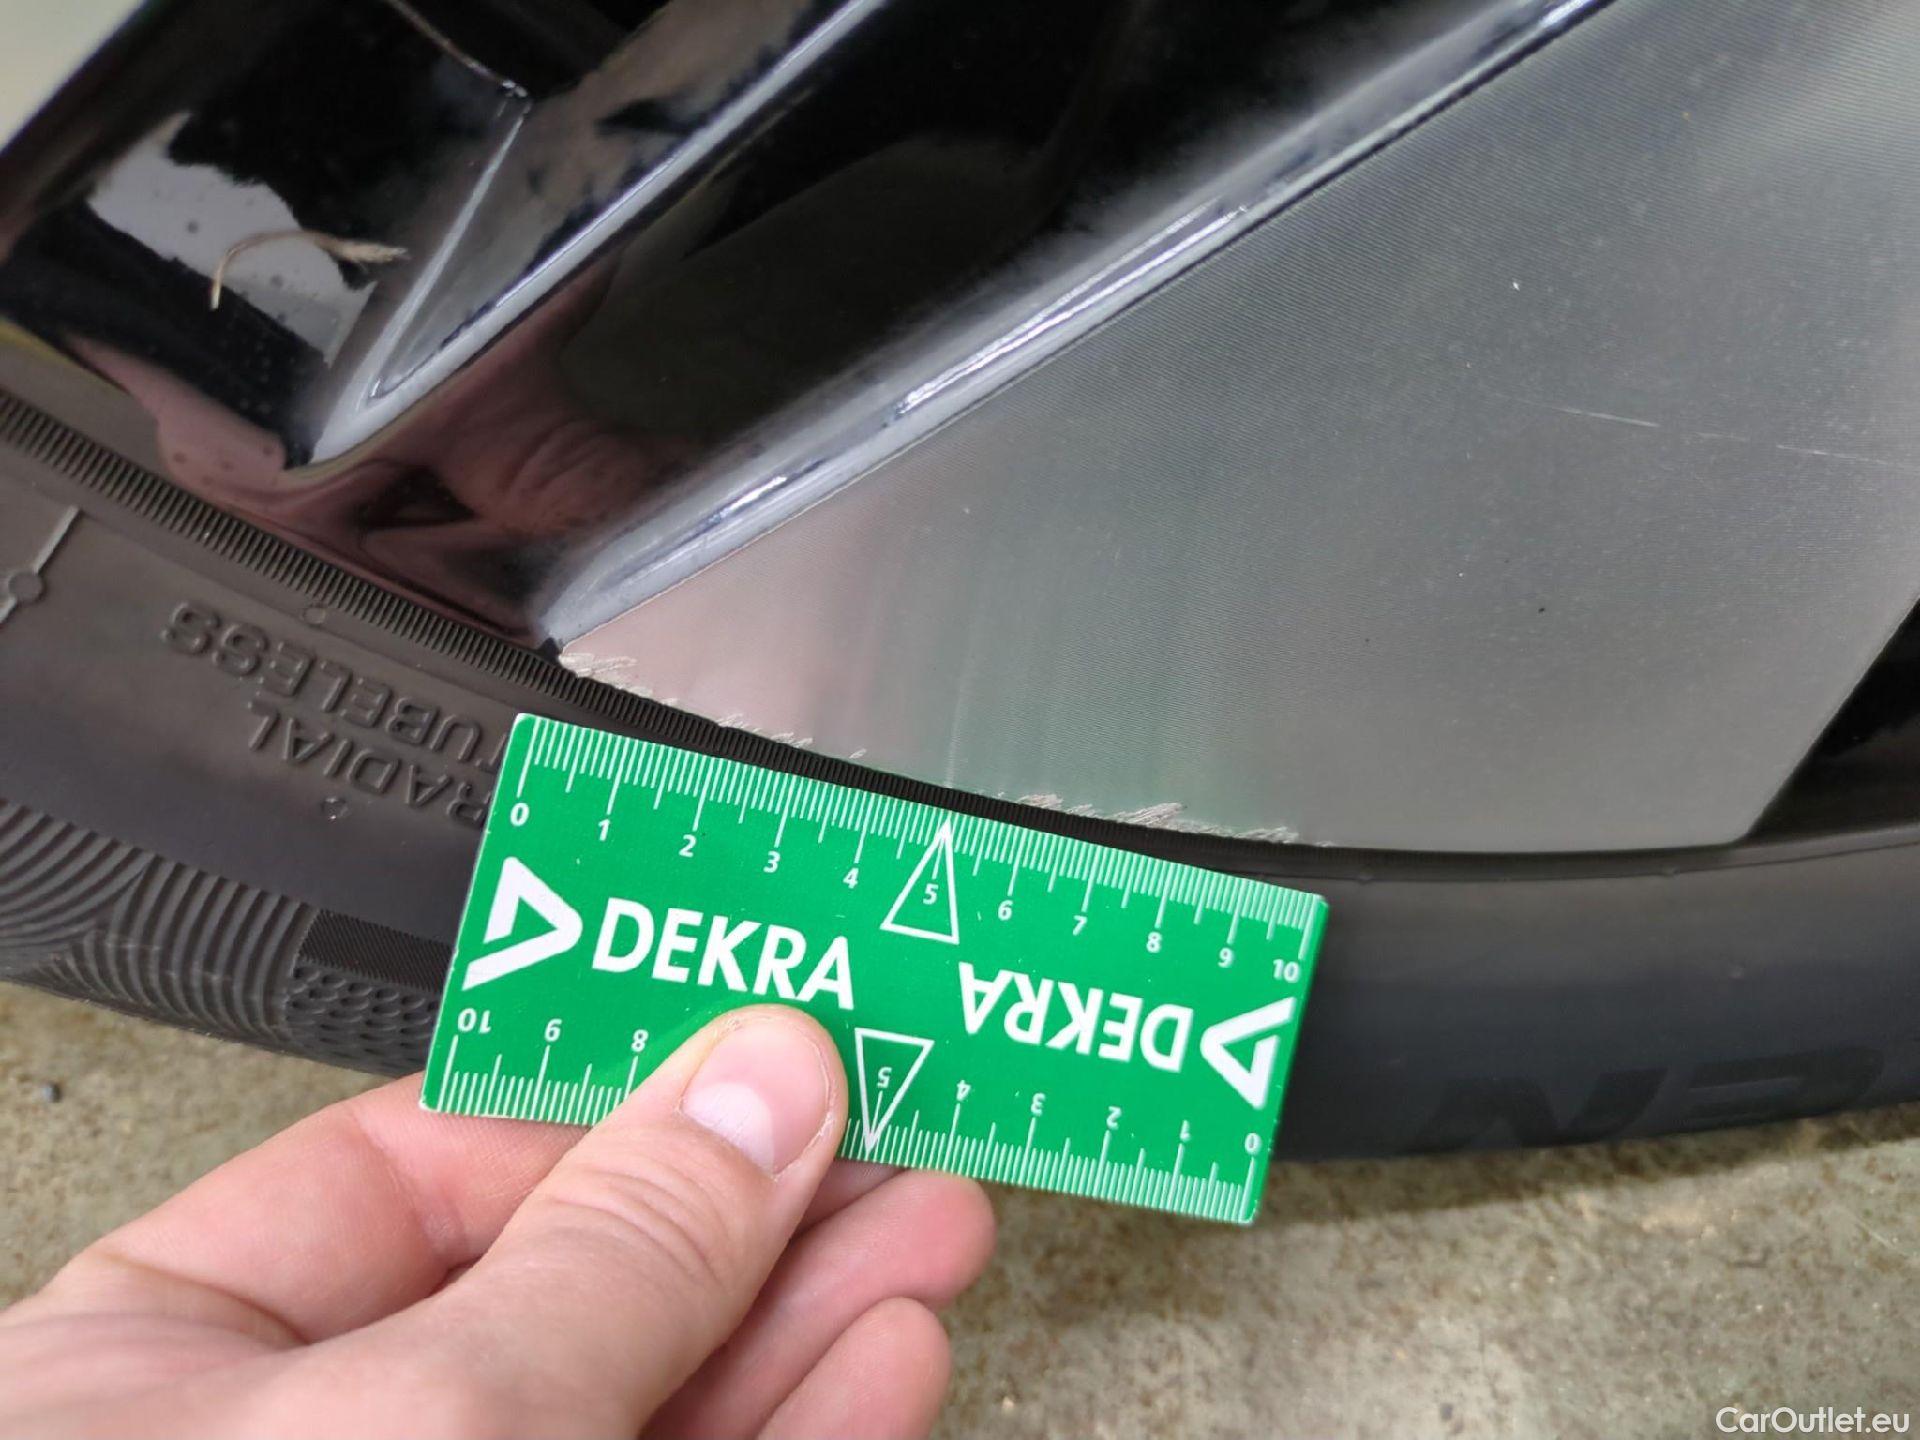 RADIAL
TUBELESS
0 1 2 3 4 5 6 7 8 9 10
DEKRA
DEKRA
10 9 8 5 4 3 2 1 0
CarOutlet.eu